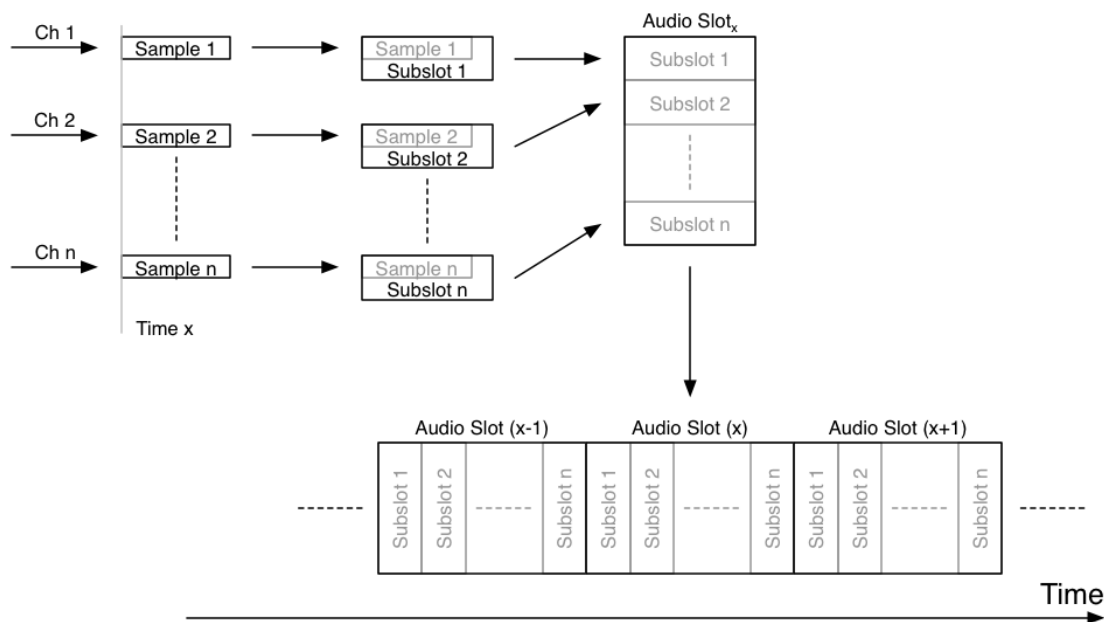 Ch 1
Sample 1
Sample 1
Subslot 1
Ch 2
Sample 2
Sample 2
Subslot 2
Ch n
Sample n
Sample n
Subslot n
Time x
Audio Slotx
Subslot 1
Subslot 2
Subslot n
Audio Slot (x-1)
Audio Slot (x)
Audio Slot (x+1)
Subslot 1
Subslot 2
Subslot n
Subslot 1
Subslot 2
Subslot n
Subslot 1
Subslot 2
Subslot n
Time